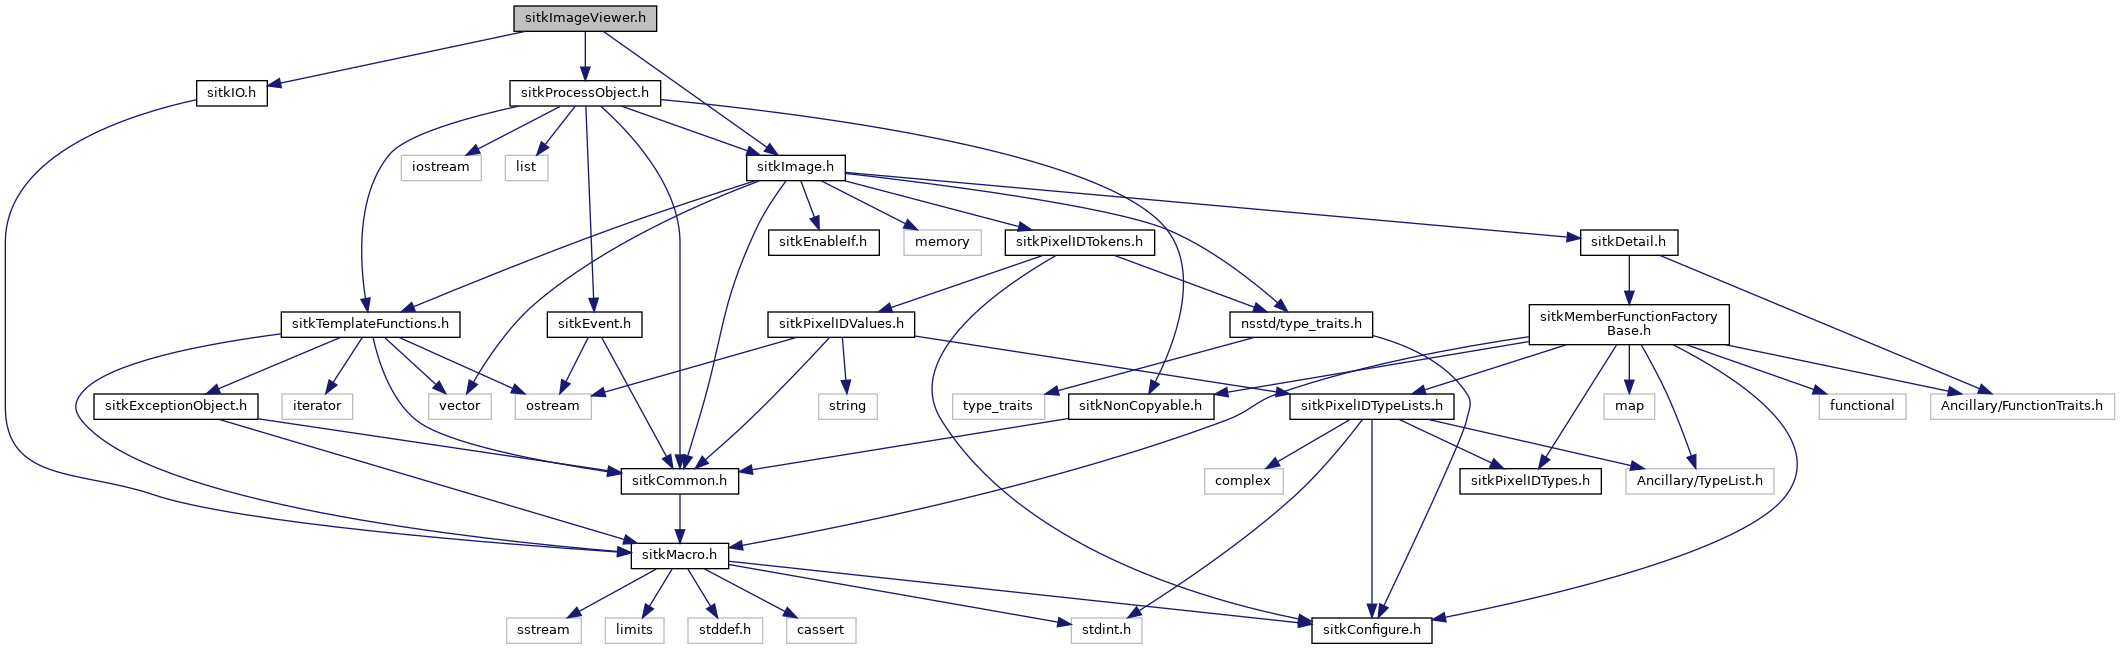 sitkImageViewer.h
sitkIO.h
sitkProcessObject.h
iostream
list
sitkImage.h
sitkEnableIf.h
memory
sitkPixelIDTokens.h
sitkDetail.h
sitkTemplateFunctions.h
sitkEvent.h
sitkPixelIDValues.h
nsstd/type_traits.h
sitkMemberFunctionFactory
Base.h
sitkExceptionObject.h
iterator
vector
ostream
string
type_traits
sitkNonCopyable.h
sitkPixelIDTypeLists.h
map
functional
Ancillary/FunctionTraits.h
sitkCommon.h
complex
sitkPixelIDTypes.h
Ancillary/TypeList.h
sitkMacro.h
sstream
limits
stddef.h
cassert
stdint.h
sitkConfigure.h